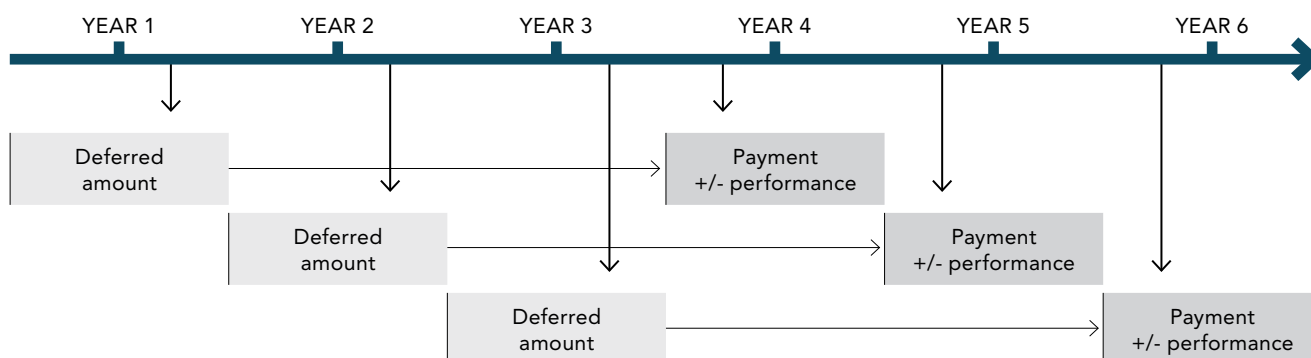 YEAR 1
YEAR 2
YEAR 3
YEAR 4
YEAR 5
YEAR 6
Deferred
amount
Payment
+/- performance
Deferred
amount
Payment
+/- performance
Deferred
amount
Payment
+/- performance